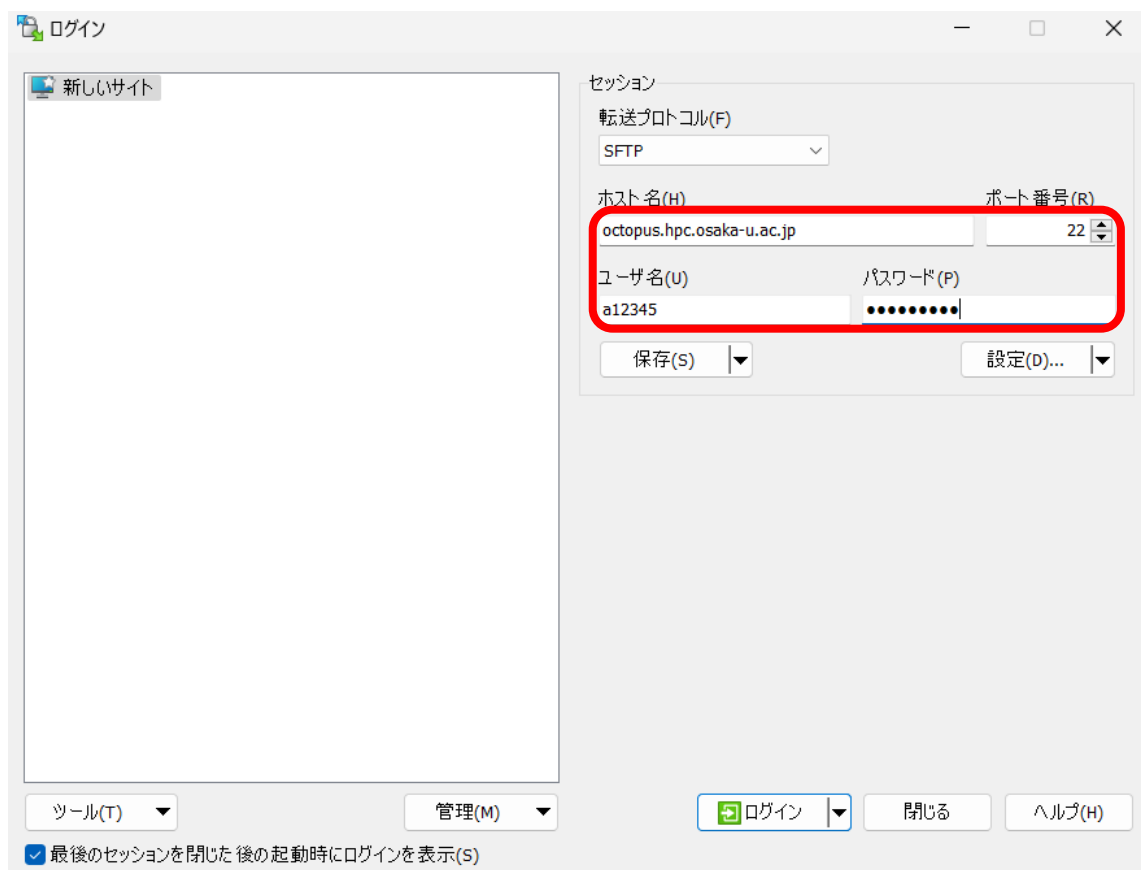 ログイン
新しいサイト
セッション
転送プロトコル(F)
SFTP
ホスト名(H) ポート番号(R)
octopus.hpc.osaka-u.ac.jp 22
ユーザ名(U) パスワード(P)
a12345 ●●●●●●●●●
保存(S) 設定(D)...
ツール(T) 管理(M) ログイン 閉じる ヘルプ(H)
最後のセッションを閉じた後の起動時にログインを表示(S)